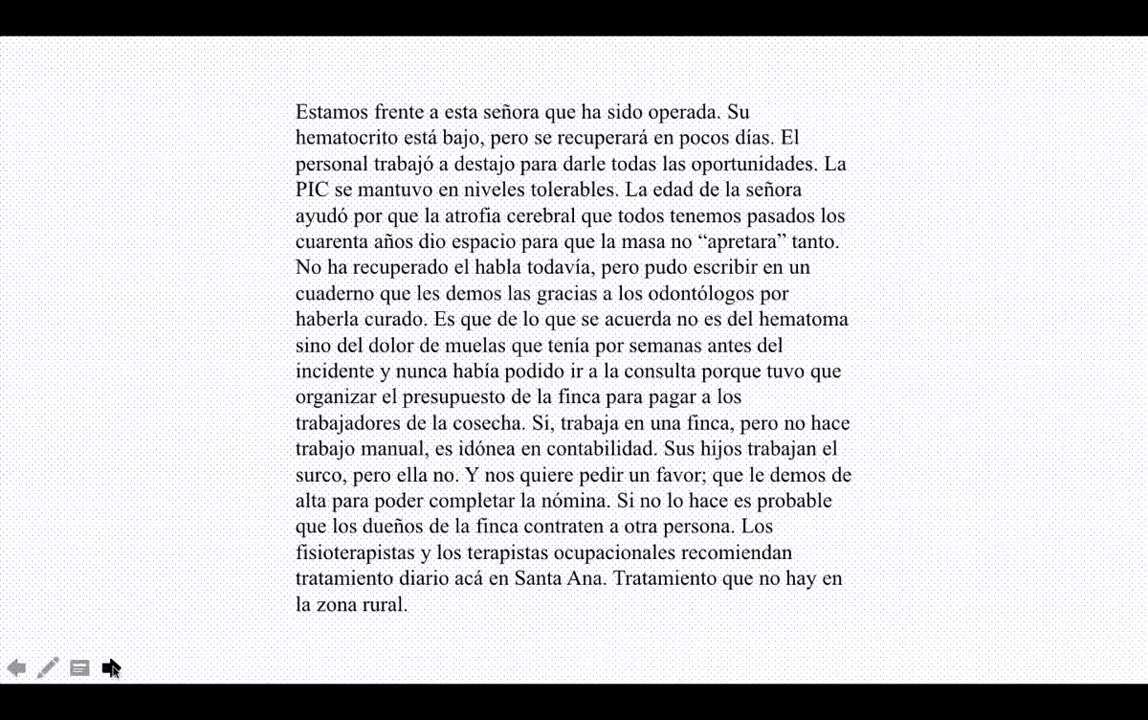 Estamos frente a esta señora que ha sido operada. Su
hematocrito está bajo, pero se recuperará en pocos días. El
personal trabajó a destajo para darle todas las oportunidades. La
PIC se mantuvo en niveles tolerables. La edad de la señora
ayudó por que la atrofia cerebral que todos tenemos pasados los
cuarenta años dio espacio para que la masa no “apretara” tanto.
No ha recuperado el habla todavía, pero pudo escribir en un
cuaderno que les demos las gracias a los odontólogos por
haberla curado. Es que de lo que se acuerda no es del hematoma
sino del dolor de muelas que tenía por semanas antes del
incidente y nunca había podido ir a la consulta porque tuvo que
organizar el presupuesto de la finca para pagar a los
trabajadores de la cosecha. Si, trabaja en una finca, pero no hace
trabajo manual, es idónea en contabilidad. Sus hijos trabajan el
surco, pero ella no. Y nos quiere pedir un favor; que le demos de
alta para poder completar la nómina. Si no lo hace es probable
que los dueños de la finca contraten a otra persona. Los
fisioterapistas y los terapistas ocupacionales recomiendan
tratamiento diario acá en Santa Ana. Tratamiento que no hay en
la zona rural.